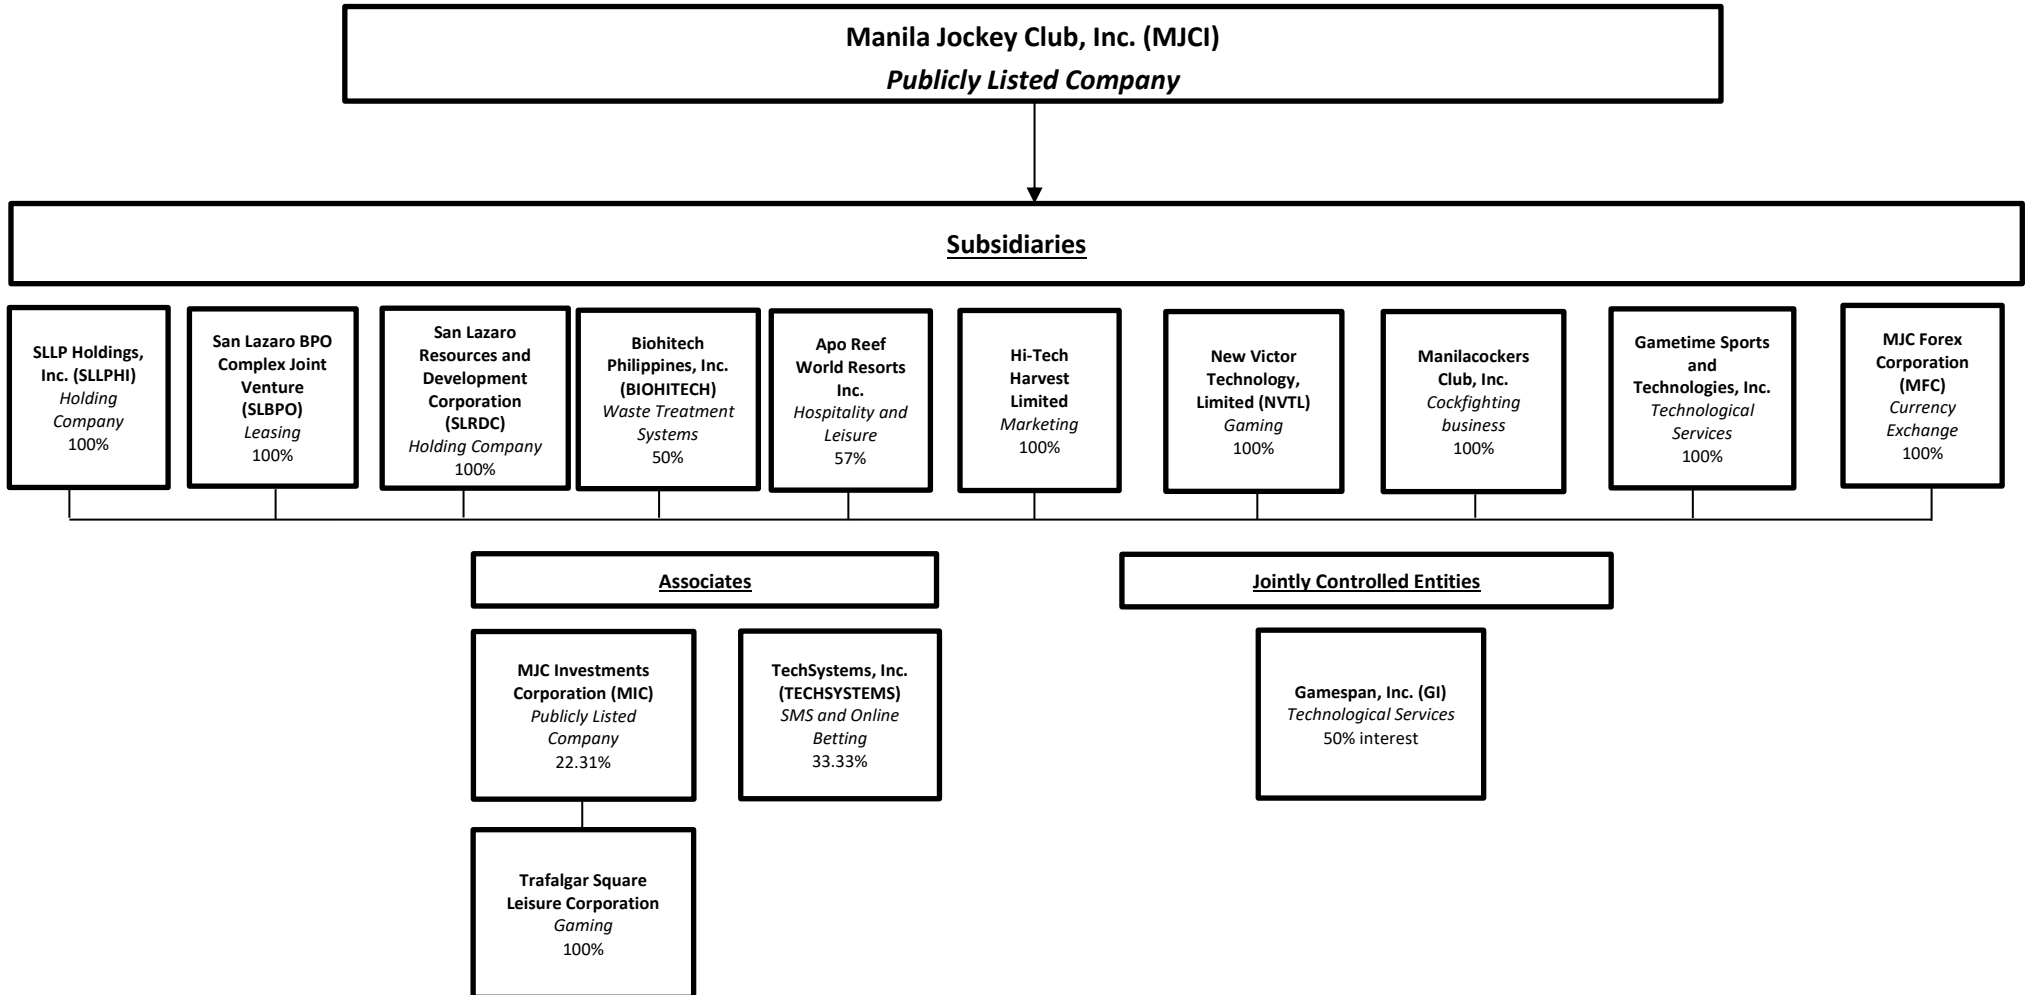 Manila Jockey Club, Inc. (MJCI)
Publicly Listed Company
Subsidiaries
SLLP Holdings,
Inc. (SLLPHI)
Holding
Company
100%
San Lazaro BPO
Complex Joint
Venture
(SLBPO)
Leasing
100%
San Lazaro
Resources and
Development
Corporation
(SLRDC)
Holding Company
100%
Biohitech
Philippines, Inc.
(BIOHITECH)
Waste Treatment
Systems
50%
Apo Reef
World Resorts
Inc.
Hospitality and
Leisure
57%
Hi-Tech
Harvest
Limited
Marketing
100%
New Victor
Technology,
Limited (NVTL)
Gaming
100%
Manilacockers
Club, Inc.
Cockfighting
business
100%
Gametime Sports
and
Technologies, Inc.
Technological
Services
100%
MJC Forex
Corporation
(MFC)
Currency
Exchange
100%
Associates
Jointly Controlled Entities
MJC Investments
Corporation (MIC)
Publicly Listed
Company
22.31%
TechSystems, Inc.
(TECHSYSTEMS)
SMS and Online
Betting
33.33%
Gamespan, Inc. (GI)
Technological Services
50% interest
Trafalgar Square
Leisure Corporation
Gaming
100%